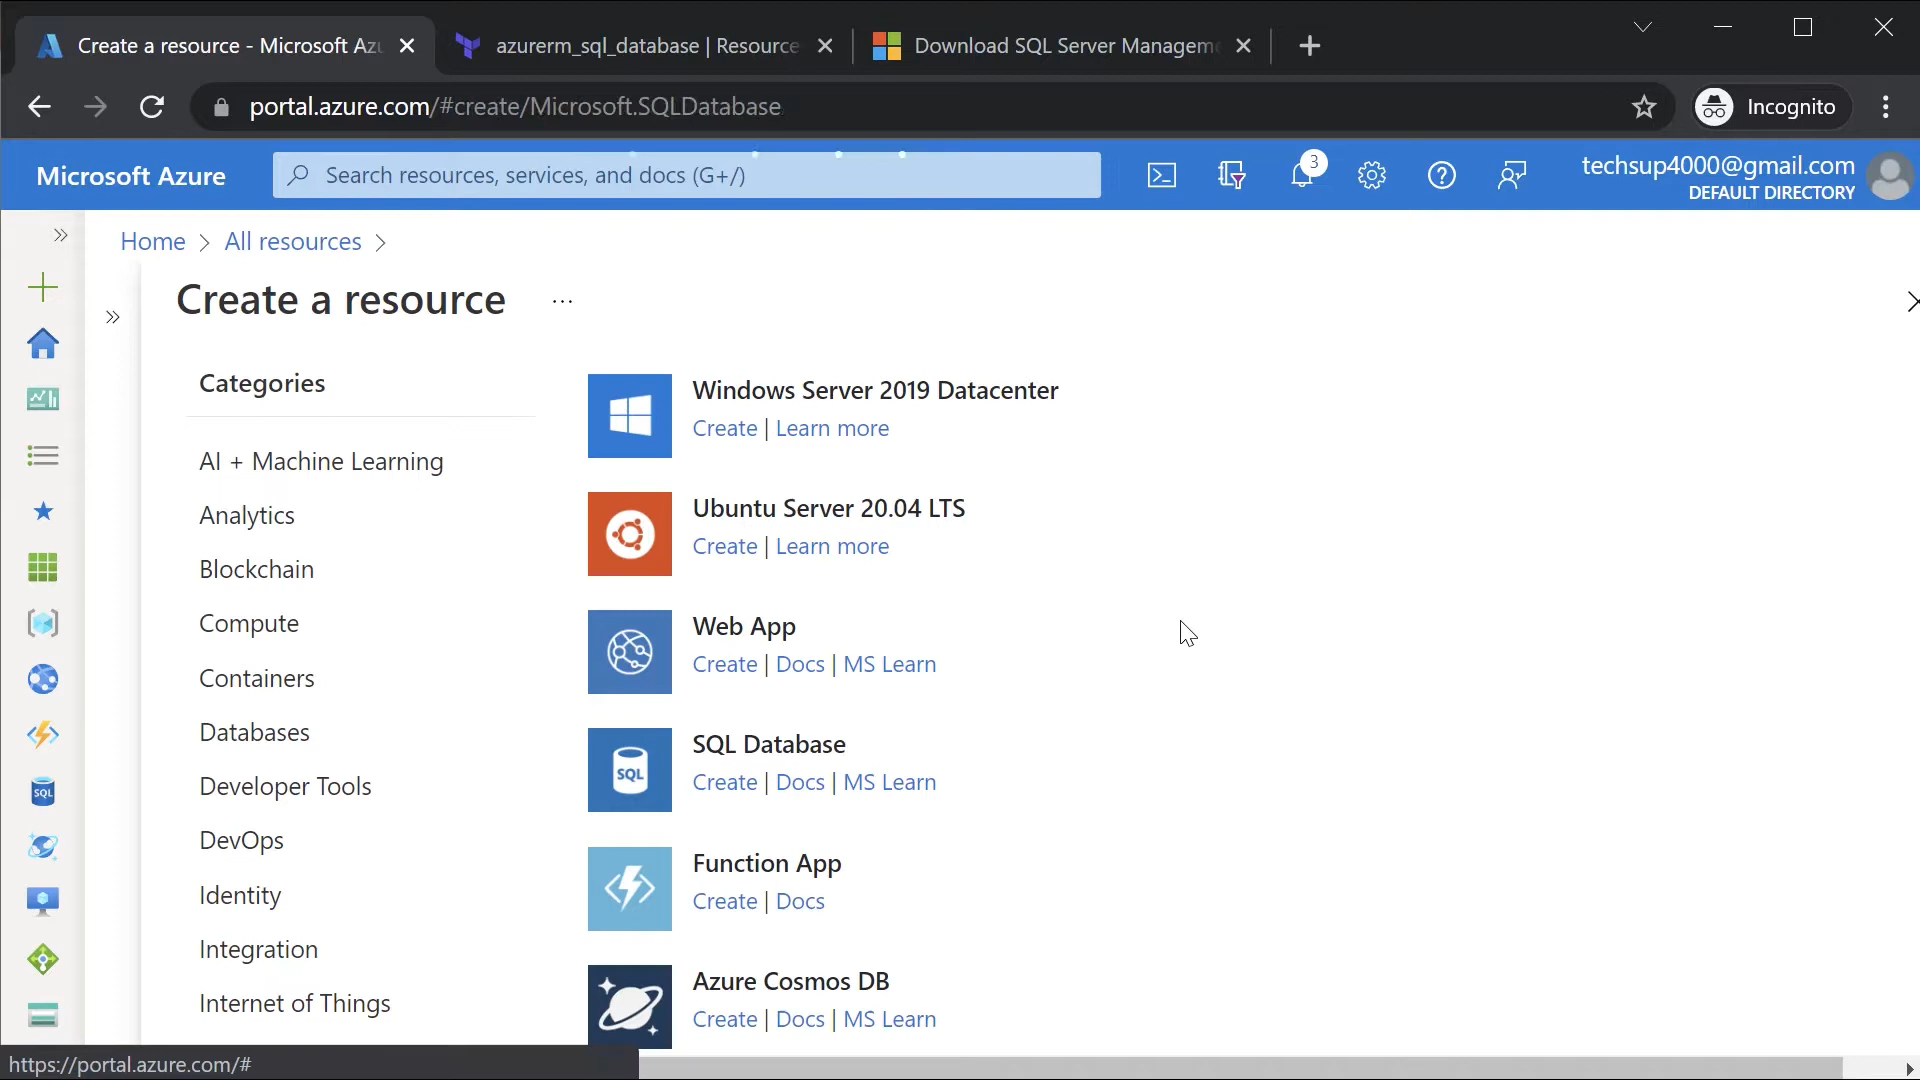 Create a resource - Microsoft Azu
azurerm_sql_database | Resource
Download SQL Server Managem
portal.azure.com/#create/Microsoft.SQLDatabase
Incognito
Microsoft Azure
Search resources, services, and docs (G+/)
3
techsup4000@gmail.com
DEFAULT DIRECTORY
Home > All resources >
Create a resource ...
Categories
AI + Machine Learning
Analytics
Blockchain
Compute
Containers
Databases
Developer Tools
DevOps
Identity
Integration
Internet of Things
Windows Server 2019 Datacenter
Create | Learn more
Ubuntu Server 20.04 LTS
Create | Learn more
Web App
Create | Docs | MS Learn
SQL
SQL Database
Create | Docs | MS Learn
Function App
Create | Docs
Azure Cosmos DB
Create | Docs | MS Learn
SQL
https://portal.azure.com/#